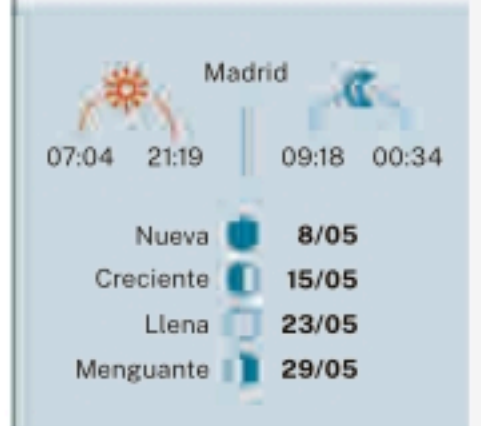 Madrid
07:04 21:19 09:18 00:34
Nueva 8/05
Creciente 15/05
Llena 23/05
Menguante 29/05